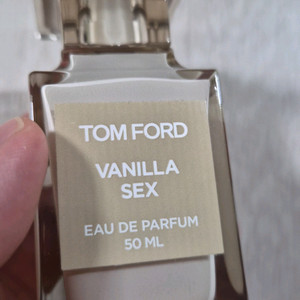 TOM FORD
VANILLA
SEX
EAU DE PARFUM
50 ML